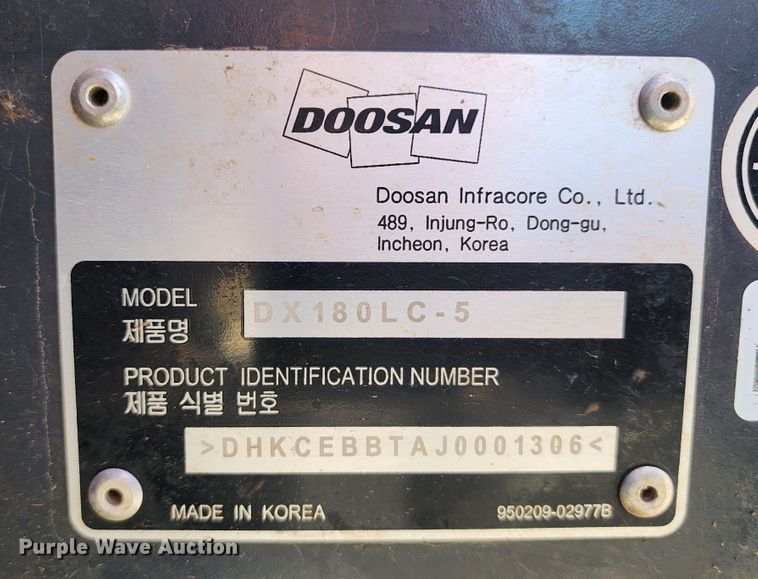 DOOSAN
Doosan Infracore Co., Ltd.
489, Injung-Ro, Dong-gu,
Incheon, Korea
MODEL
제품명
DX180LC-5
PRODUCT IDENTIFICATION NUMBER
제품 식별 번호
>DHKCEBBTAJ0001306<
MADE IN KOREA
950209-02977B
Purple Wave Auction